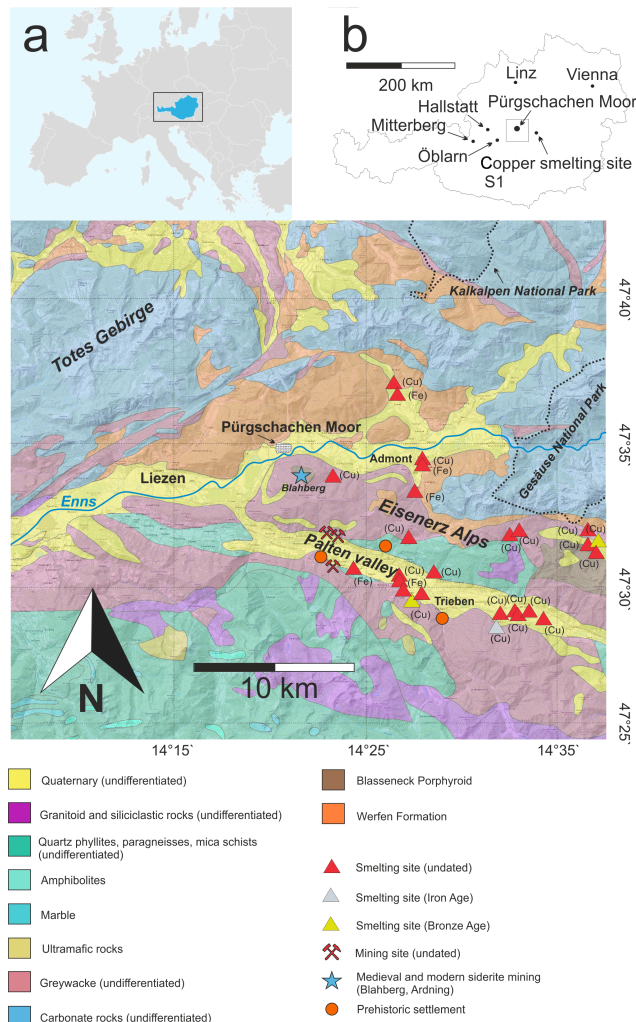 a
b
200 km
Linz
Vienna
Hallstatt
Pürgschachen Moor
Mitterberg
Öblarn
Copper smelting site
S1
Kalkalpen National Park
47°40'
Totes Gebirge
(Cu)
(Fe)
Pürgschachen Moor
47°35'
Gesäuse National Park
Admont
(Cu)
(Fe)
Liezen
(Cu)
Blahberg
(Fe)
Enns
Eisenerz Alps
(Cu)
(Cu)
(Cu)
(Cu)
(Cu)
Palten valley
(Cu)
(Cu)
(Fe)
(Fe)
47°30'
Trieben
(Cu)
(Cu)
(Cu)
(Cu)
(Cu)
(Cu)
(Cu)
N
10 km
47°25'
14°15'
14°25'
14°35'
Quaternary (undifferentiated)
Granitoid and siliciclastic rocks (undifferentiated)
Quartz phyllites, paragneisses, mica schists
(undifferentiated)
Amphibolites
Marble
Ultramafic rocks
Greywacke (undifferentiated)
Carbonate rocks (undifferentiated)
Blasseneck Porphyroid
Werfen Formation
Smelting site (undated)
Smelting site (Iron Age)
Smelting site (Bronze Age)
Mining site (undated)
Medieval and modern siderite mining
(Blahberg, Ardning)
Prehistoric settlement